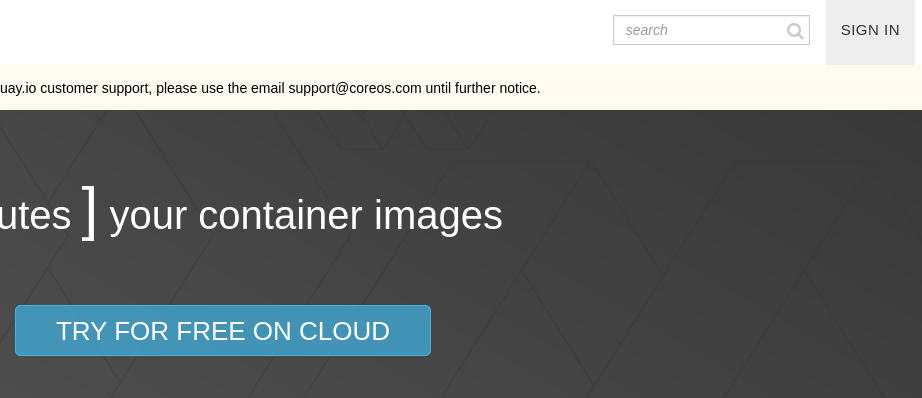 search
SIGN IN
uay.io customer support, please use the email support@coreos.com until further notice.
utes ] your container images
TRY FOR FREE ON CLOUD